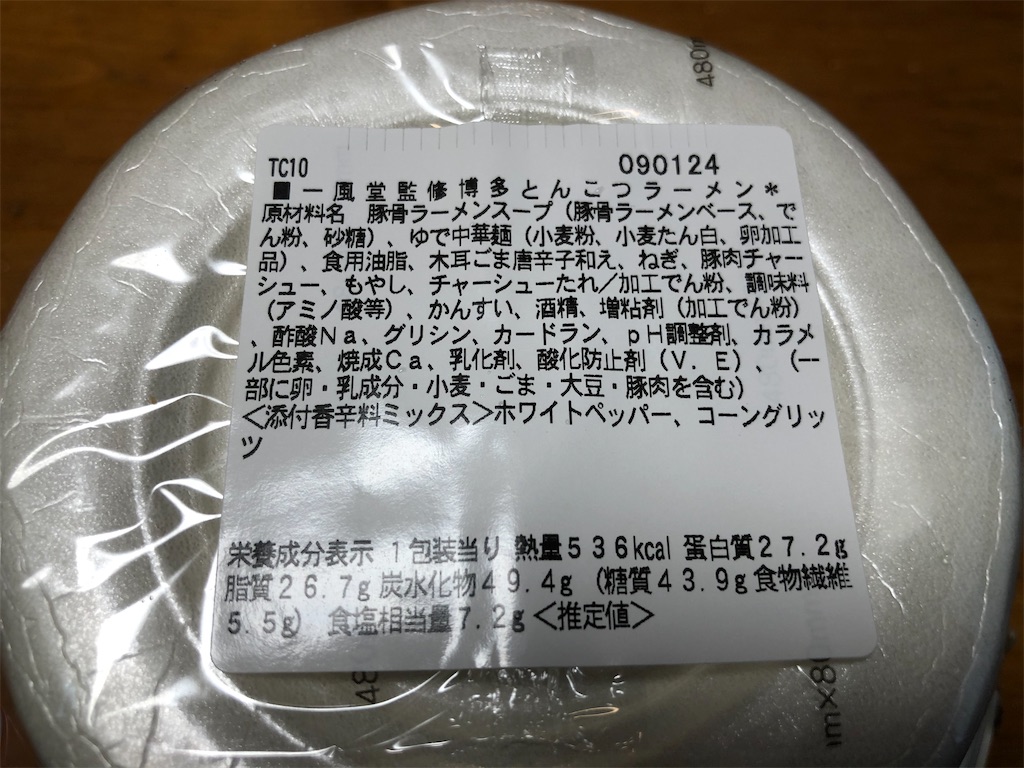 480m
TC10 090124
■一風堂監修博多とんこつラーメン*
原材料名 豚骨ラーメンスープ（豚骨ラーメンベース、で
ん粉、砂糖）、ゆで中華麺（小麦粉、小麦たん白、卵加工
品）、食用油脂、木耳ごま唐辛子和え、ねぎ、豚肉チャー
シュー、もやし、チャーシューたれ／加工でん粉、調味料
（アミノ酸等）、かんすい、酒精、増粘剤（加工でん粉）
、酢酸Ｎａ、グリシン、カードラン、ｐＨ調整剤、カラメ
ル色素、焼成Ｃａ、乳化剤、酸化防止剤（Ｖ．Ｅ）、（一
部に卵・乳成分・小麦・ごま・大豆・豚肉を含む）
＜添付香辛料ミックス＞ホワイトペッパー、コーングリッ
ツ
栄養成分表示 １包装当り 熱量５３６kcal 蛋白質２７.２g
脂質２６.７g 炭水化物４９.４g （糖質４３.９g 食物繊維
５.５g） 食塩相当量７.２g ＜推定値＞